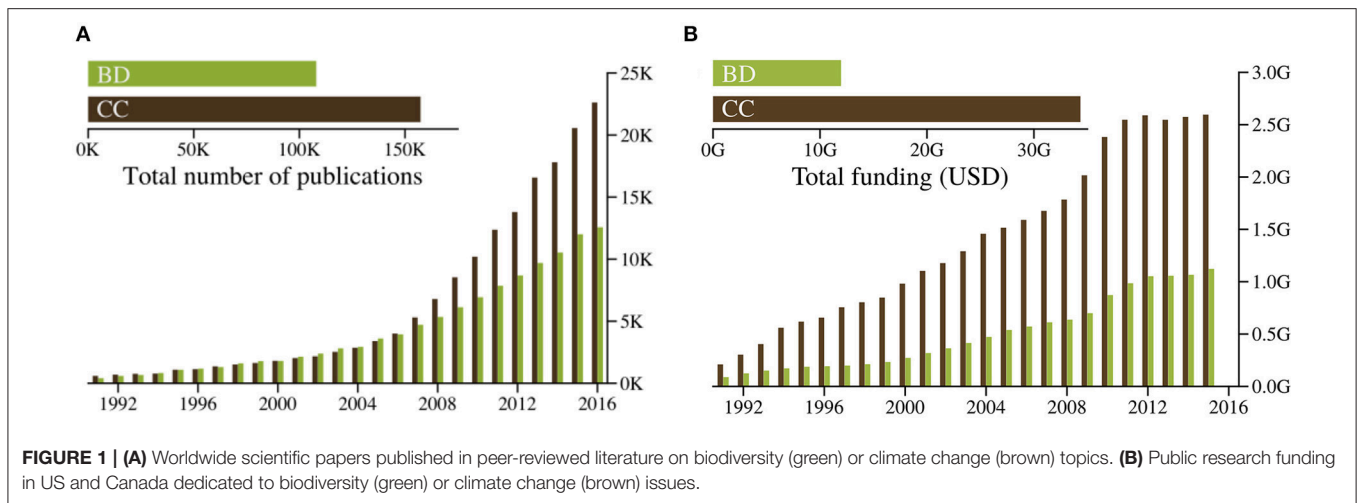 A
BD
CC
0K 50K 100K 150K
Total number of publications
25K
20K
15K
10K
5K
0K
1992 1996 2000 2004 2008 2012 2016
B
BD
CC
0G 10G 20G 30G
Total funding (USD)
3.0G
2.5G
2.0G
1.5G
1.0G
0.5G
0.0G
1992 1996 2000 2004 2008 2012 2016
FIGURE 1 | (A) Worldwide scientific papers published in peer-reviewed literature on biodiversity (green) or climate change (brown) topics. (B) Public research funding
in US and Canada dedicated to biodiversity (green) or climate change (brown) issues.